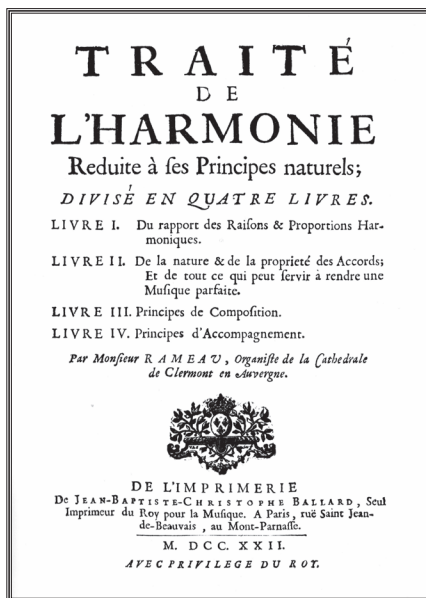 TRAITÉ
DE
L'HARMONIE
Reduite à ſes Principes naturels;
DIVISÉ EN QUATRE LIVRES.
LIVRE I. Du rapport des Raiſons & Proportions Har-
moniques.
LIVRE II. De la nature & de la proprieté des Accords;
Et de tout ce qui peut ſervir à rendre une
Muſique parfaite.
LIVRE III. Principes de Compoſition.
LIVRE IV. Principes d'Accompagnement.
Par Monſieur RAMEAU, Organiſte de la Cathedrale
de Clermont en Auvergne.
DE L'IMPRIMERIE
De JEAN-BAPTISTE-CHRISTOPHE BALLARD, Seul
Imprimeur du Roy pour la Muſique. A Paris, ruë Saint Jean-
de-Beauvais, au Mont-Parnaſſe.
M. DCC. XXII.
AVEC PRIVILEGE DU ROY.